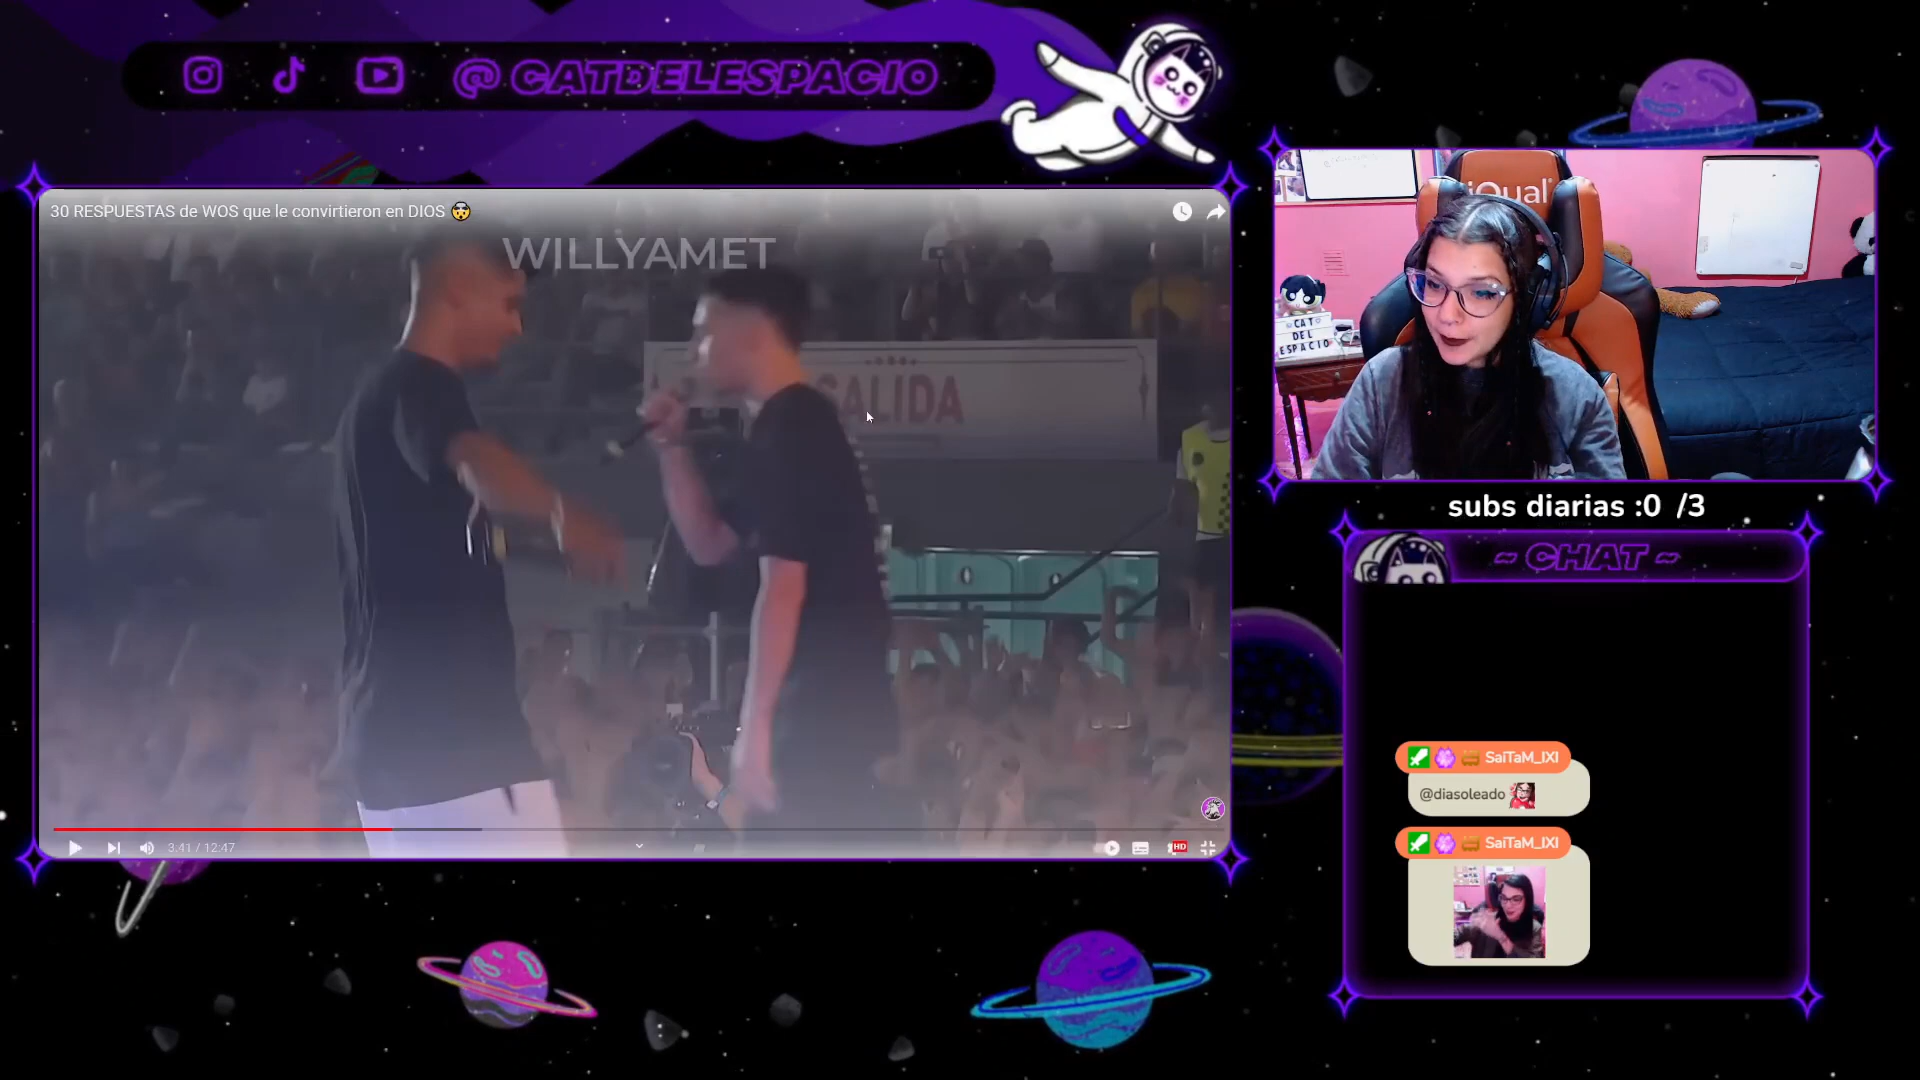 @CATDELESPACIO
30 RESPUESTAS de WOS que le convirtieron en DIOS
WILLYAMET
SALIDA
3:41 / 12:47
HD
iQual
CAT
DEL
ESPACIO
subs diarias :0 /3
~ CHAT ~
SaiTaM_IXI
@diasoleado
SaiTaM_IXI